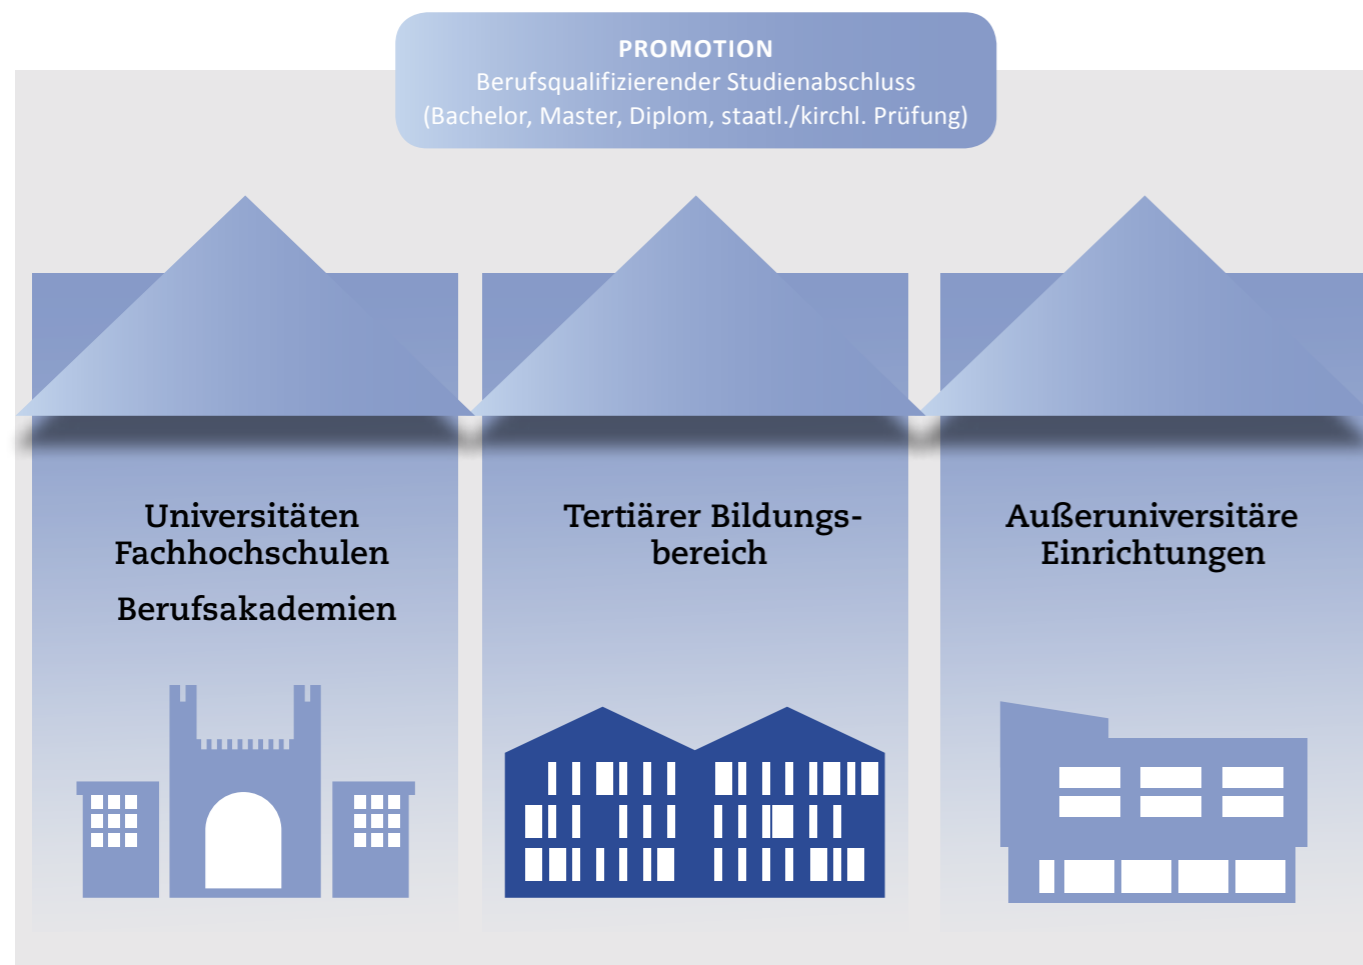 PROMOTION
Berufsqualifizierender Studienabschluss
(Bachelor, Master, Diplom, staatl./kirchl. Prüfung)
Universitäten
Fachhochschulen
Berufsakademien
Tertiärer Bildungs-
bereich
Außeruniversitäre
Einrichtungen